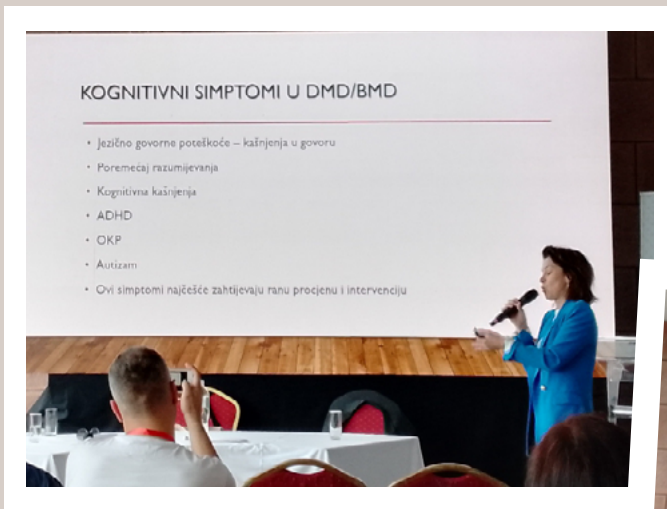 KOGNITIVNI SIMPTOMI U DMD/BMD
• Jezično govorne poteškoće – kašnjenja u govoru
• Poremećaj razumijevanja
• Kognitivna kašnjenja
• ADHD
• OKP
• Autizam
• Ovi simptomi najčešće zahtijevaju ranu procjenu i intervenciju